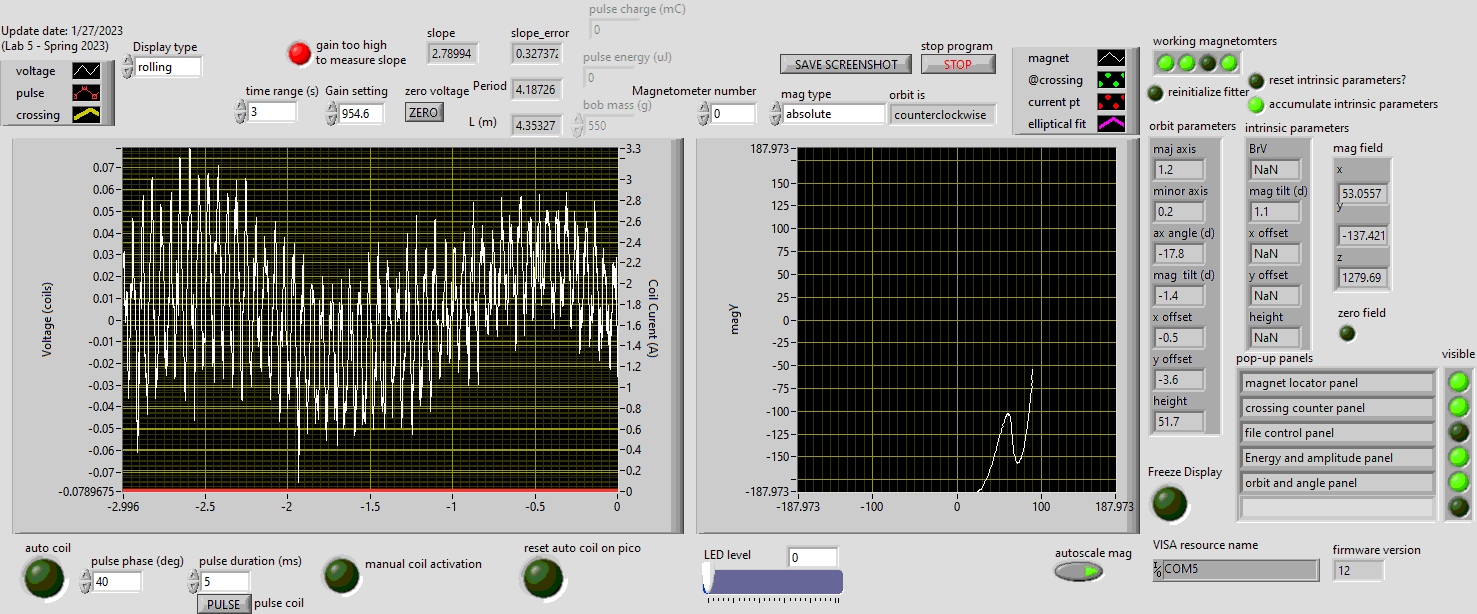 Update date: 1/27/2023
(Lab 5 - Spring 2023)
Display type
rolling
voltage
pulse
crossing
gain too high
to measure slope
time range (s)
3
Gain setting
954.6
zero voltage
ZERO
slope
2.78994
slope_error
0.327372
Period
4.18726
L (m)
4.35327
pulse charge (mC)
0
pulse energy (uJ)
0
bob mass (g)
550
Magnetometer number
0
SAVE SCREENSHOT
stop program
STOP
mag type
absolute
orbit is
counterclockwise
magnet
@crossing
current pt
elliptical fit
working magnetomters
reinitialize fitter
reset intrinsic parameters?
accumulate intrinsic parameters
orbit parameters
maj axis
1.2
minor axis
0.2
ax angle (d)
-17.8
mag tilt (d)
-1.4
x offset
-0.5
y offset
-3.6
height
51.7
intrinsic parameters
BrV
NaN
mag tilt (d)
1.1
x offset
NaN
y offset
NaN
height
NaN
mag field
x
53.0557
y
-137.421
z
1279.69
zero field
pop-up panels
visible
magnet locator panel
crossing counter panel
file control panel
Energy and amplitude panel
orbit and angle panel
Freeze Display
Voltage (coils)
0.07
0.06
0.05
0.04
0.03
0.02
0.01
0
-0.01
-0.02
-0.03
-0.04
-0.05
-0.06
-0.07
-0.0789675
-2.996
-2.5
-2
-1.5
-1
-0.5
0
3.3
3
2.8
2.6
2.4
2.2
2
1.8
1.6
1.4
1.2
1
0.8
0.6
0.4
0.2
0
Coil Curent (A)
magy
187.973
150
125
100
75
50
25
0
-25
-50
-75
-100
-125
-150
-187.973
-187.973
-100
0
100
187.973
auto coil
pulse phase (deg)
40
pulse duration (ms)
5
PULSE
pulse coil
manual coil activation
reset auto coil on pico
LED level
0
autoscale mag
VISA resource name
COM5
firmware version
12